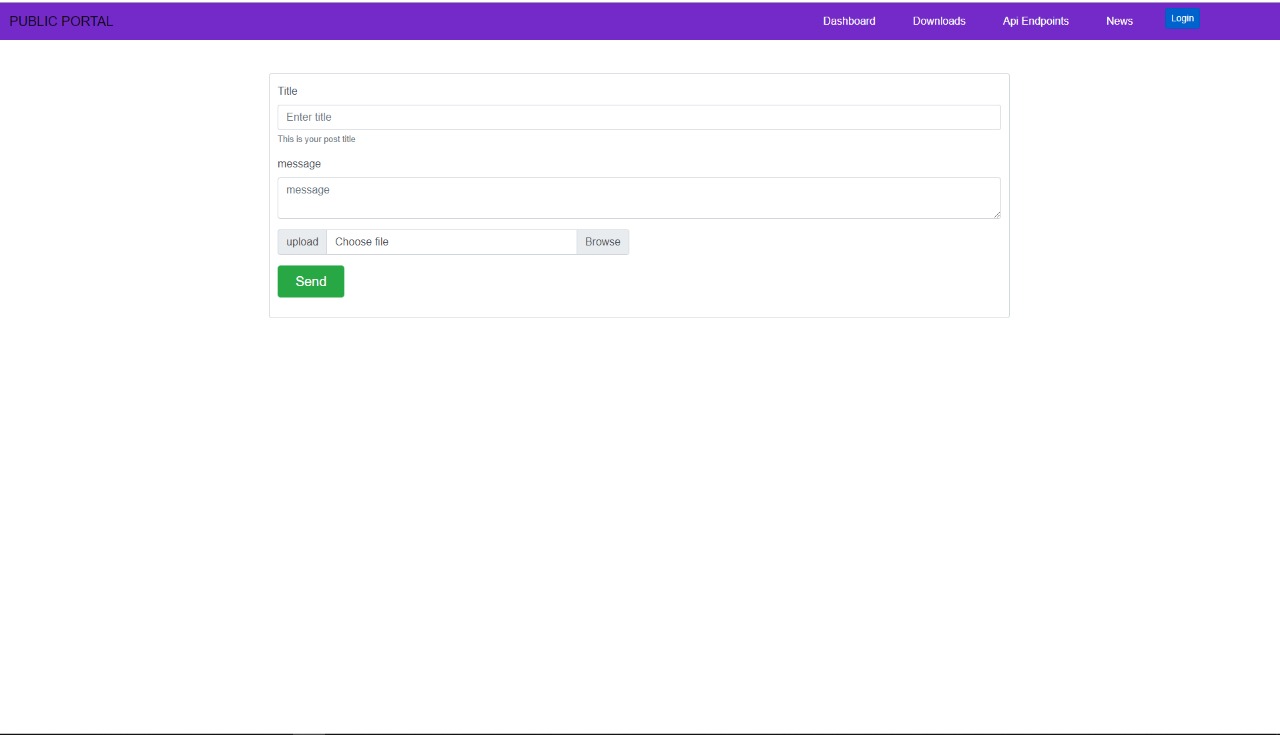 PUBLIC PORTAL Dashboard Downloads Api Endpoints News Login
Title
Enter title
This is your post title
message
message
upload Choose file Browse
Send